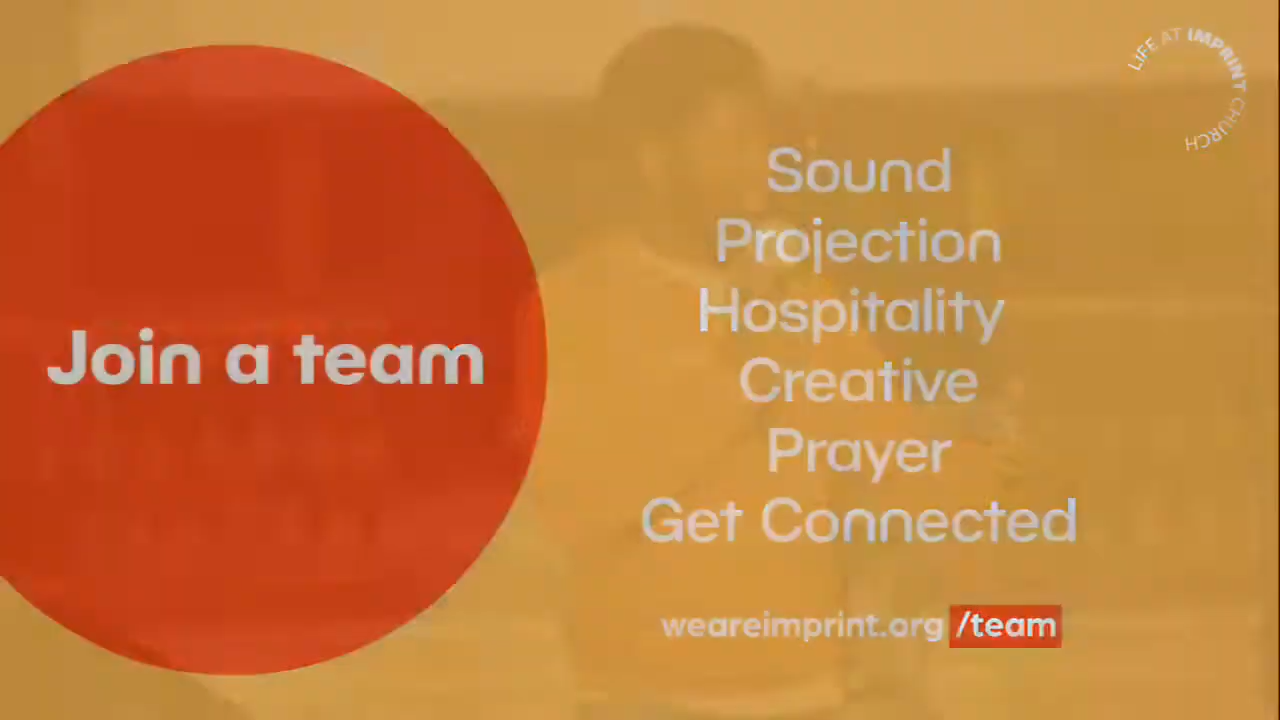 LIFE AT IMPRINT CHURCH
Join a team
Sound
Projection
Hospitality
Creative
Prayer
Get Connected
weareimprint.org /team